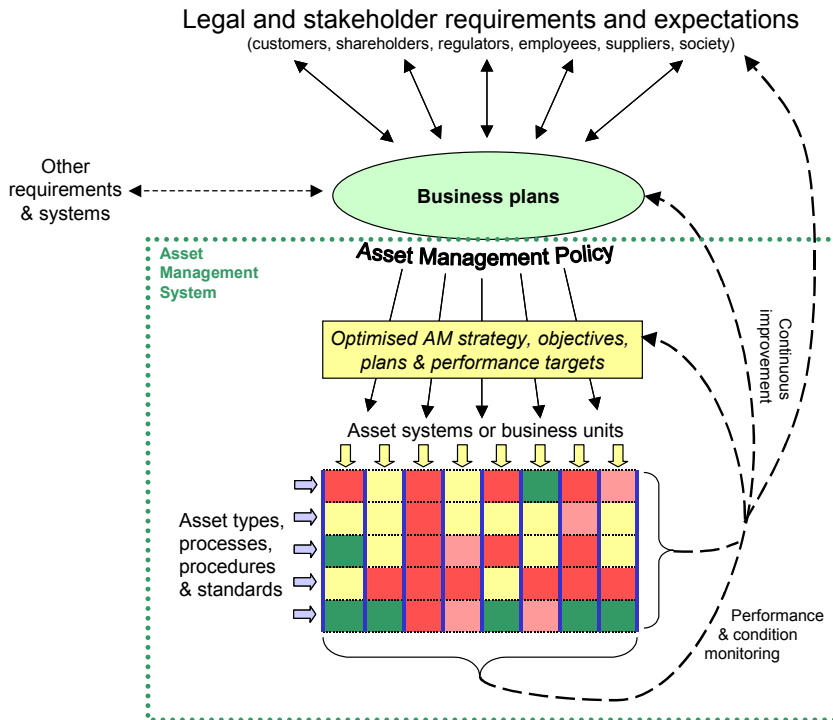 Legal and stakeholder requirements and expectations
(customers, shareholders, regulators, employees, suppliers, society)
Other
requirements
& systems
Business plans
Asset
Management
System
Asset Management Policy
Optimised AM strategy, objectives,
plans & performance targets
Continuous
improvement
Asset systems or business units
Asset types,
processes,
procedures
& standards
Performance
& condition
monitoring